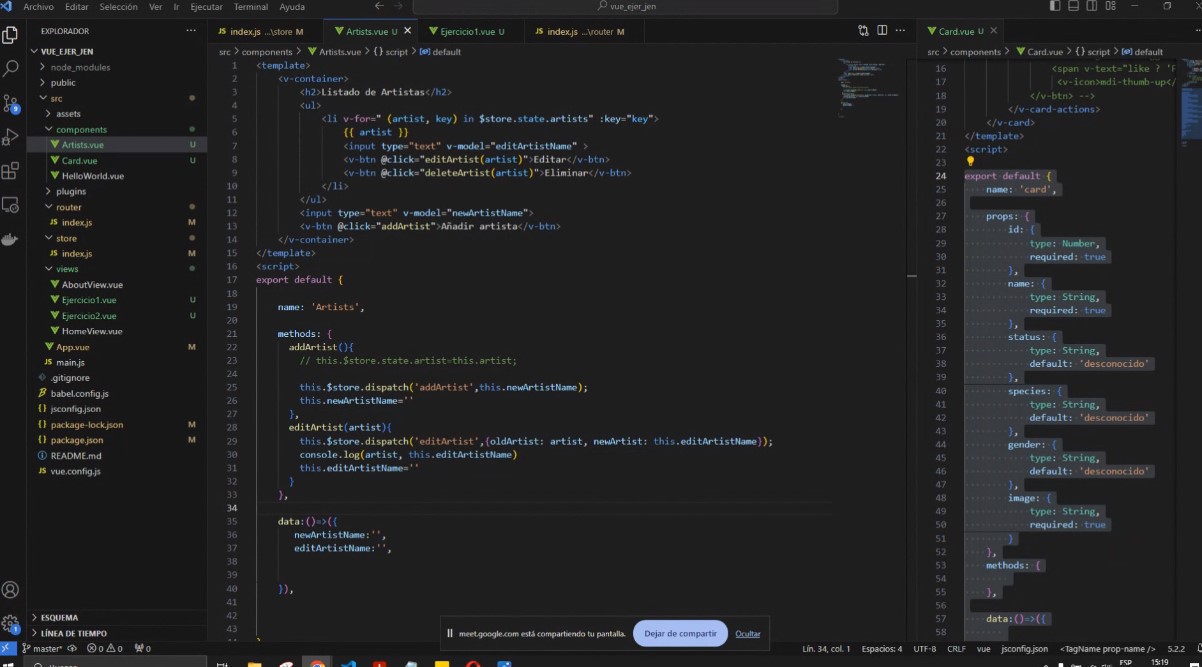 Archivo Editar Selección Ver Ir Ejecutar Terminal Ayuda
vue_ejer_jen
EXPLORADOR
VUE_EJER_JEN
node_modules
public
src
assets
components
Artists.vue U
Card.vue U
HelloWorld.vue
plugins
router
index.js M
store
index.js M
views
AboutView.vue
Ejercicio1.vue U
Ejercicio2.vue U
HomeView.vue
App.vue M
main.js
.gitignore
babel.config.js
jsconfig.json
package-lock.json M
package.json M
README.md
vue.config.js
ESQUEMA
LÍNEA DE TIEMPO
index.js ...\store M
Artists.vue U
Ejercicio1.vue U
index.js ...\router M
src > components > Artists.vue > {} script > default
1 <template>
2 <v-container>
3 <h2>Listado de Artistas</h2>
4 <ul>
5 <li v-for=" (artist, key) in $store.state.artists" :key="key">
6 {{ artist }}
7 <input type="text" v-model="editArtistName" >
8 <v-btn @click="editArtist(artist)">Editar</v-btn>
9 <v-btn @click="deleteArtist(artist)">Eliminar</v-btn>
10 </li>
11 </ul>
12 <input type="text" v-model="newArtistName">
13 <v-btn @click="addArtist">Añadir artista</v-btn>
14 </v-container>
15 </template>
16 <script>
17 export default {
18
19 name: 'Artists',
20
21 methods: {
22 addArtist(){
23 // this.$store.state.artist=this.artist;
24
25 this.$store.dispatch('addArtist',this.newArtistName);
26 this.newArtistName=''
27 },
28 editArtist(artist){
29 this.$store.dispatch('editArtist',{oldArtist: artist, newArtist: this.editArtistName});
30 console.log(artist, this.editArtistName)
31 this.editArtistName=''
32 }
33 },
34
35 data:()=>({
36 newArtistName:'',
37 editArtistName:'',
38
39
40 }),
41
42
43
Card.vue U
src > components > Card.vue > {} script > default
16 <span v-text="like ?
17 <v-icon>mdi-thumb-up</
18 </v-btn> -->
19 </v-card-actions>
20 </v-card>
21 </template>
22 <script>
23
24 export default {
25 name: 'card',
26
27 props: {
28 id: {
29 type: Number,
30 required: true
31 },
32 name: {
33 type: String,
34 required: true
35 },
36 status: {
37 type: String,
38 default: 'desconocido'
39 },
40 species: {
41 type: String,
42 default: 'desconocido'
43 },
44 gender: {
45 type: String,
46 default: 'desconocido'
47 },
48 image: {
49 type: String,
50 required: true
51 }
52 },
53 methods: {
54
55 },
56
57 data:()=>({
58
meet.google.com está compartiendo tu pantalla. Dejar de compartir Ocultar
master* 0 0 0 Lín. 34, col. 1 Espacios: 4 UTF-8 CRLF vue jsconfig.json <TagName prop-name /> 5.2.2
ESP 15:19